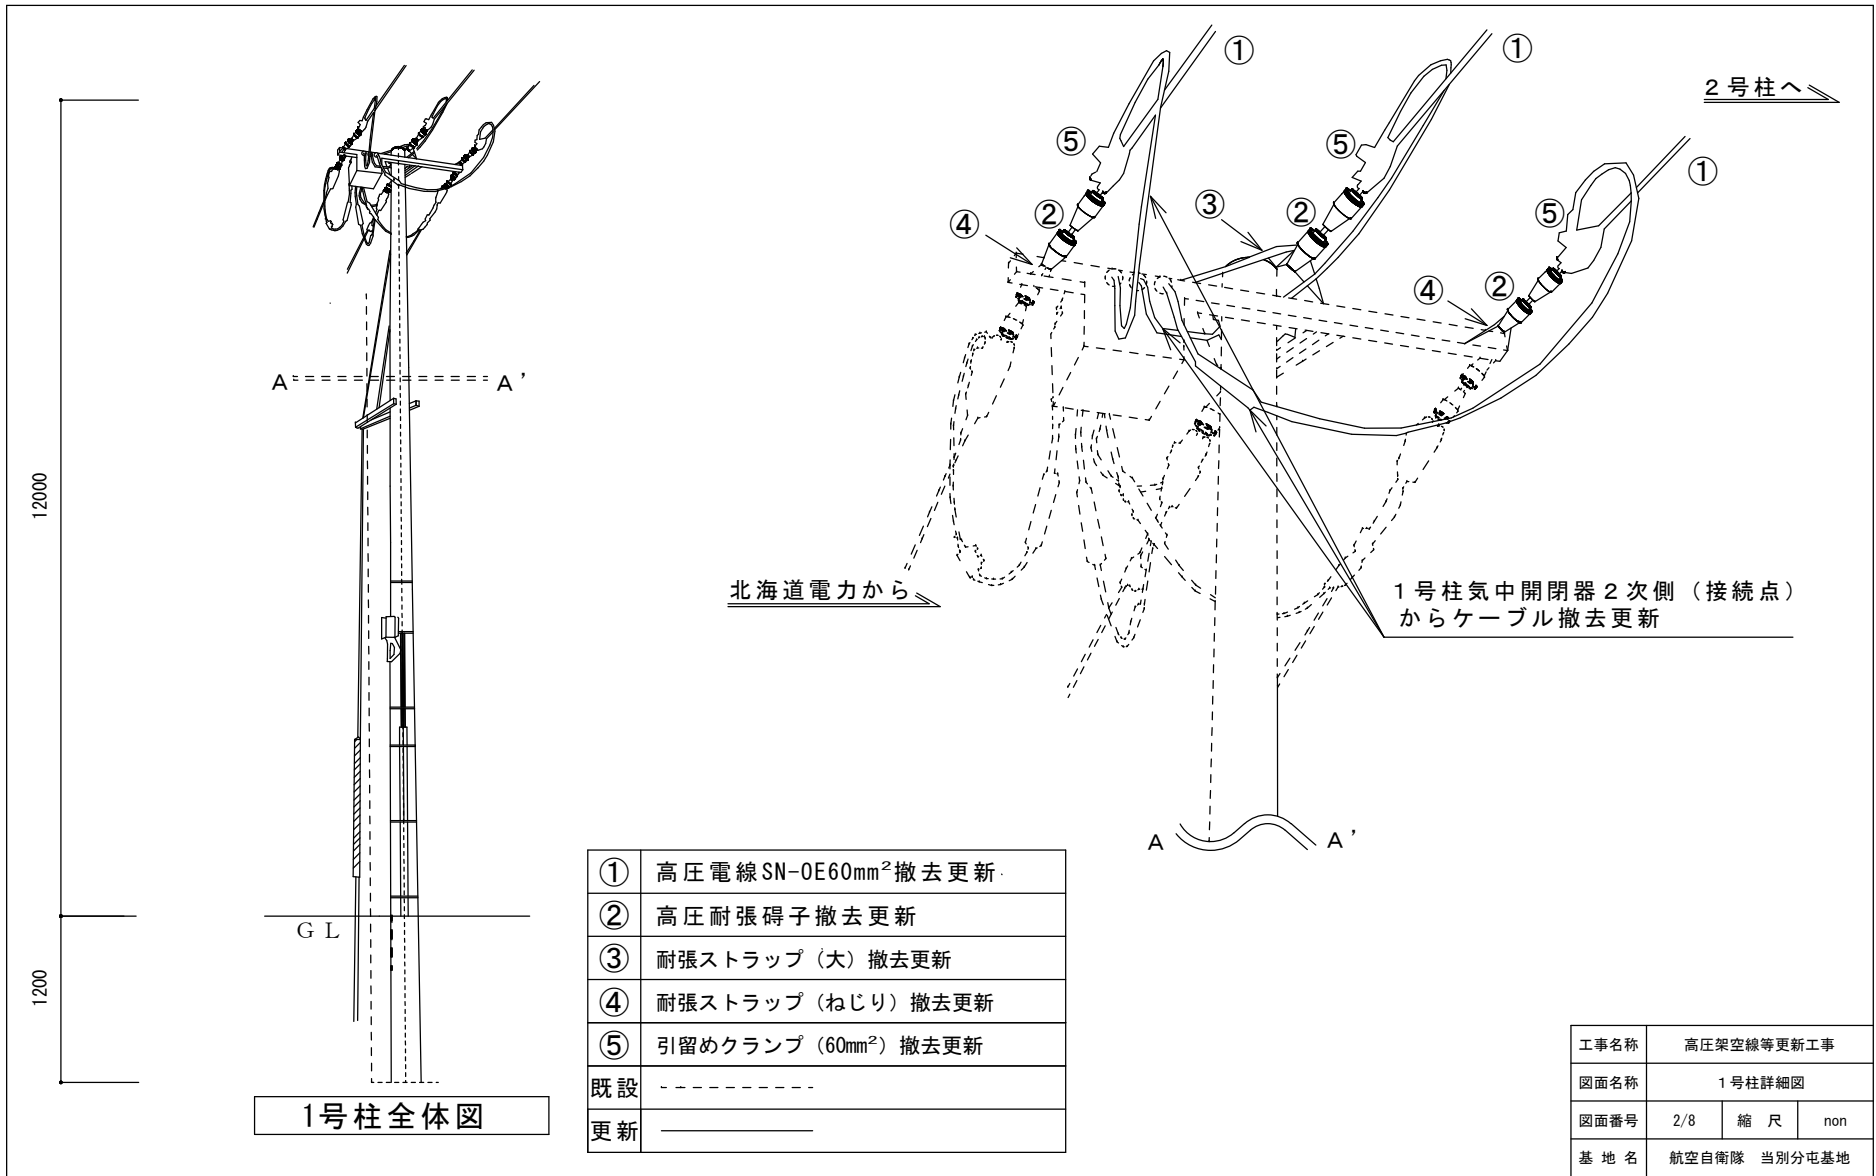 ①
①
２号柱へ
⑤
⑤
①
④
②
③
②
⑤
④
②
A
A'
12000
北海道電力から
１号柱気中開閉器２次側（接続点）
からケーブル撤去更新
A
A'
ＧＬ
1200
1号柱全体図
① 高圧電線SN-OE60mm²撤去更新
② 高圧耐張碍子撤去更新
③ 耐張ストラップ（大）撤去更新
④ 耐張ストラップ（ねじり）撤去更新
⑤ 引留めクランプ（60mm²）撤去更新
既設
更新
工事名称 高圧架空線等更新工事
図面名称 １号柱詳細図
図面番号 2/8 縮尺 non
基地名 航空自衛隊 当別分屯基地